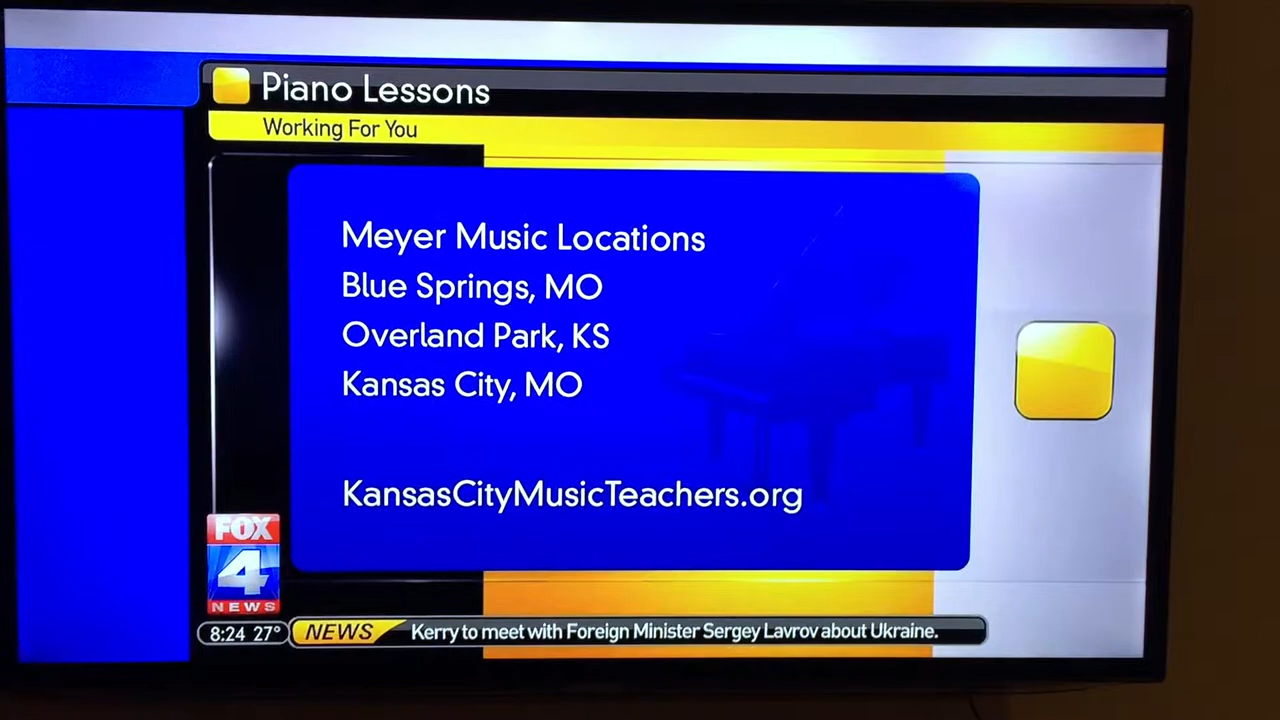 Piano Lessons
Working For You
Meyer Music Locations
Blue Springs, MO
Overland Park, KS
Kansas City, MO
KansasCityMusicTeachers.org
FOX
4
NEWS
8:24 27°
NEWS
Kerry to meet with Foreign Minister Sergey Lavrov about Ukraine.